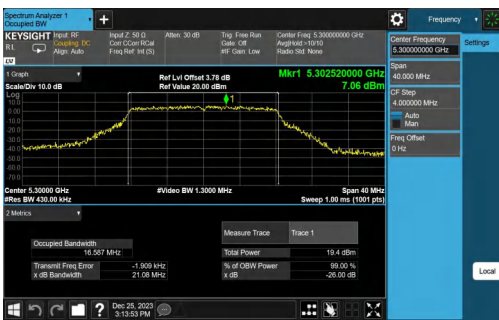 Spectrum Analyzer 1
Occupied BW
Frequency
KEYSIGHT Input: RF
RL
Coupling: DC
Align: Auto
Input Z: 50 Ω
Corr CCorr RCal
Freq Ref: Int (S)
Atten: 30 dB
Trig: Free Run
Gate: Off
#IF Gain: Low
Center Freq: 5.300000000 GHz
Avg|Hold:>10/10
Radio Std: None
LW
1 Graph
Scale/Div 10.0 dB
Ref Lvl Offset 3.78 dB
Ref Value 20.00 dBm
Mkr1 5.302520000 GHz
7.06 dBm
Log
10.0
0.00
-10.0
-20.0
-30.0
-40.0
-50.0
-60.0
-70.0
1
Center 5.30000 GHz
#Res BW 430.00 kHz
#Video BW 1.3000 MHz
Span 40 MHz
Sweep 1.00 ms (1001 pts)
2 Metrics
Measure Trace
Trace 1
Occupied Bandwidth
16.587 MHz
Total Power
19.4 dBm
Transmit Freq Error
-1.909 kHz
% of OBW Power
99.00 %
x dB Bandwidth
21.08 MHz
x dB
-26.00 dB
Center Frequency
5.300000000 GHz
Settings
Span
40.000 MHz
CF Step
4.000000 MHz
Auto
Man
Freq Offset
0 Hz
Local
Dec 25, 2023
3:13:53 PM